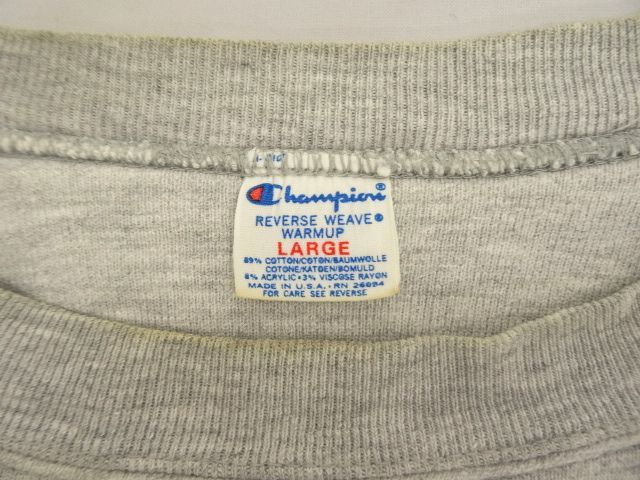 Champion®
REVERSE WEAVE®
WARMUP
LARGE
89% COTTON/COTON/BAUMWOLLE
COTONE/KATOEN/BOMULD
8% ACRYLIC • 3% VISCOSE RAYON
MADE IN U.S.A. • RN 26094
FOR CARE SEE REVERSE